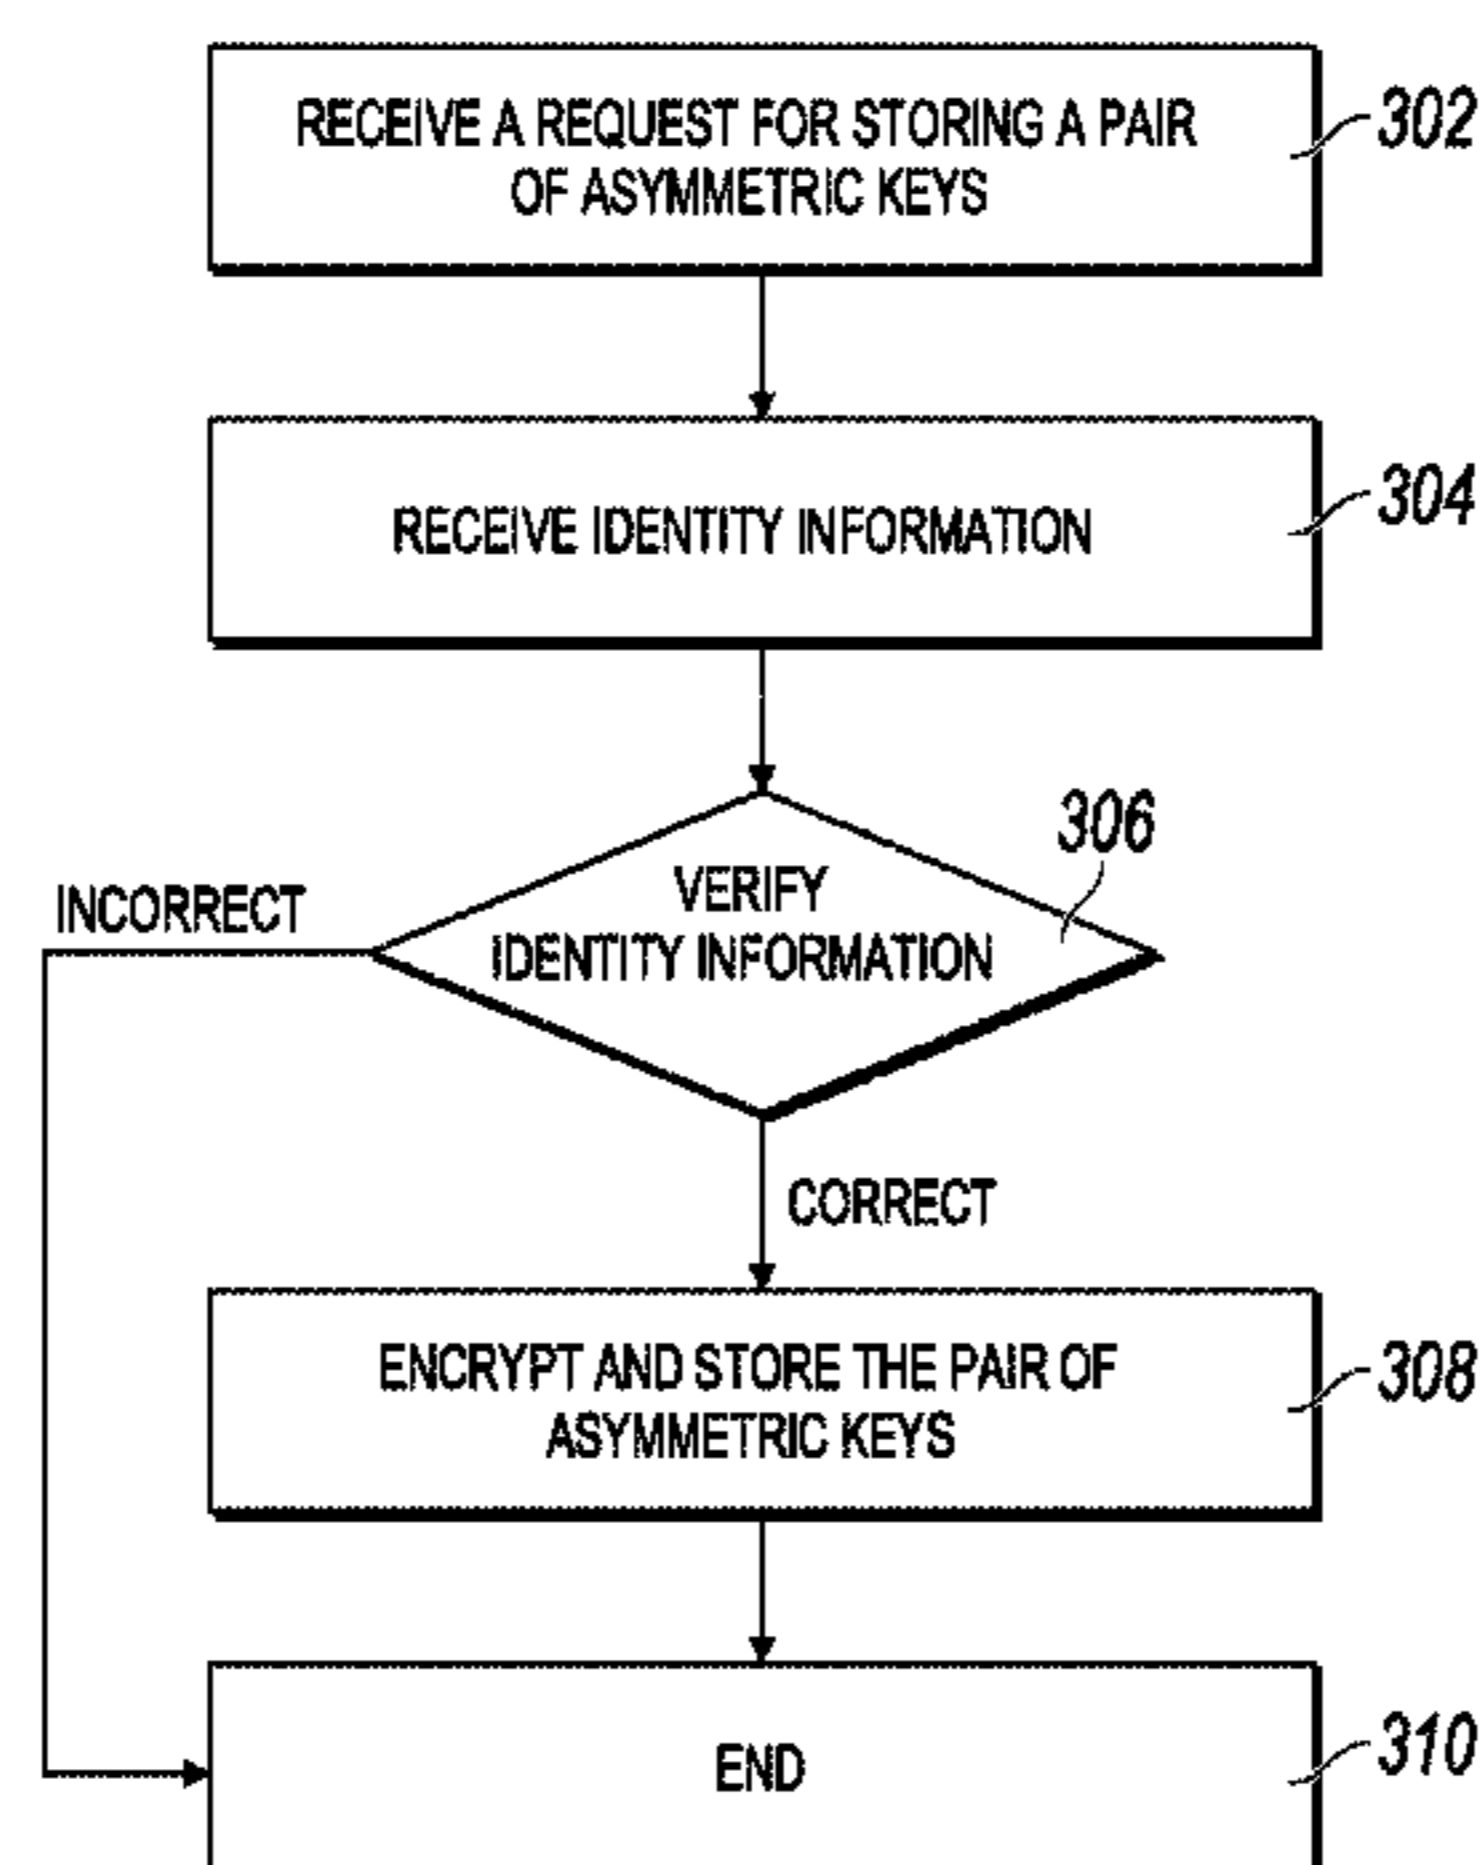 RECEIVE A REQUEST FOR STORING A PAIR
OF ASYMMETRIC KEYS
302
RECEIVE IDENTITY INFORMATION
304
306
VERIFY
IDENTITY INFORMATION
INCORRECT
CORRECT
ENCRYPT AND STORE THE PAIR OF
ASYMMETRIC KEYS
308
END
310